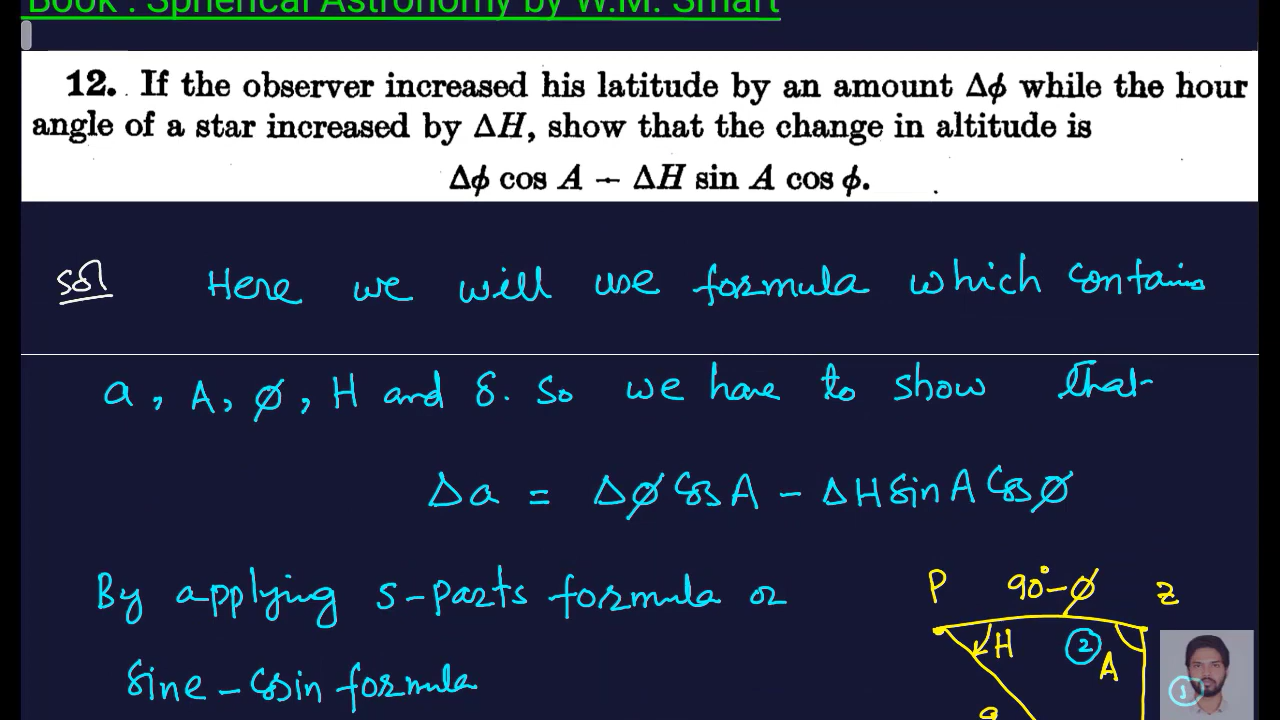 Book : Spherical Astronomy by W.M. Smart
12. If the observer increased his latitude by an amount Δϕ while the hour
angle of a star increased by ΔH, show that the change in altitude is
Δϕ cos A − ΔH sin A cos ϕ.
Sol Here we will use formula which contains
a, A, ϕ, H and δ. So we have to show that
Δa = Δϕ Cos A − ΔH Sin A Cos ϕ
By applying 5-parts formula or
P 90°−ϕ Z
H ② A
Sine-Cosin formula